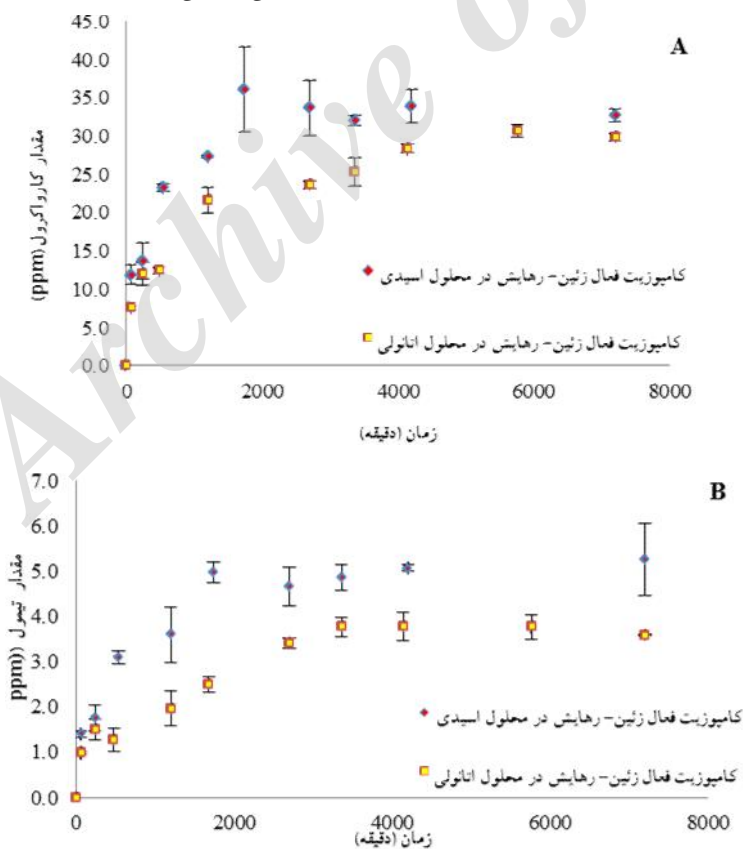 Archive of
A
45.0
40.0
35.0
30.0
25.0
20.0
15.0
10.0
5.0
0.0
مقدار کارواکرول (ppm)
کامپوزیت فعال زئین- رهایش در محلول اسیدی
کامپوزیت فعال زئین- رهایش در محلول اتانولی
0 2000 4000 6000 8000
زمان (دقیقه)
B
7.0
6.0
5.0
4.0
3.0
2.0
1.0
0.0
مقدار تیمول ((ppm
کامپوزیت فعال زئین- رهایش در محلول اسیدی
کامپوزیت فعال زئین- رهایش در محلول اتانولی
0 2000 4000 6000 8000
زمان (دقیقه)